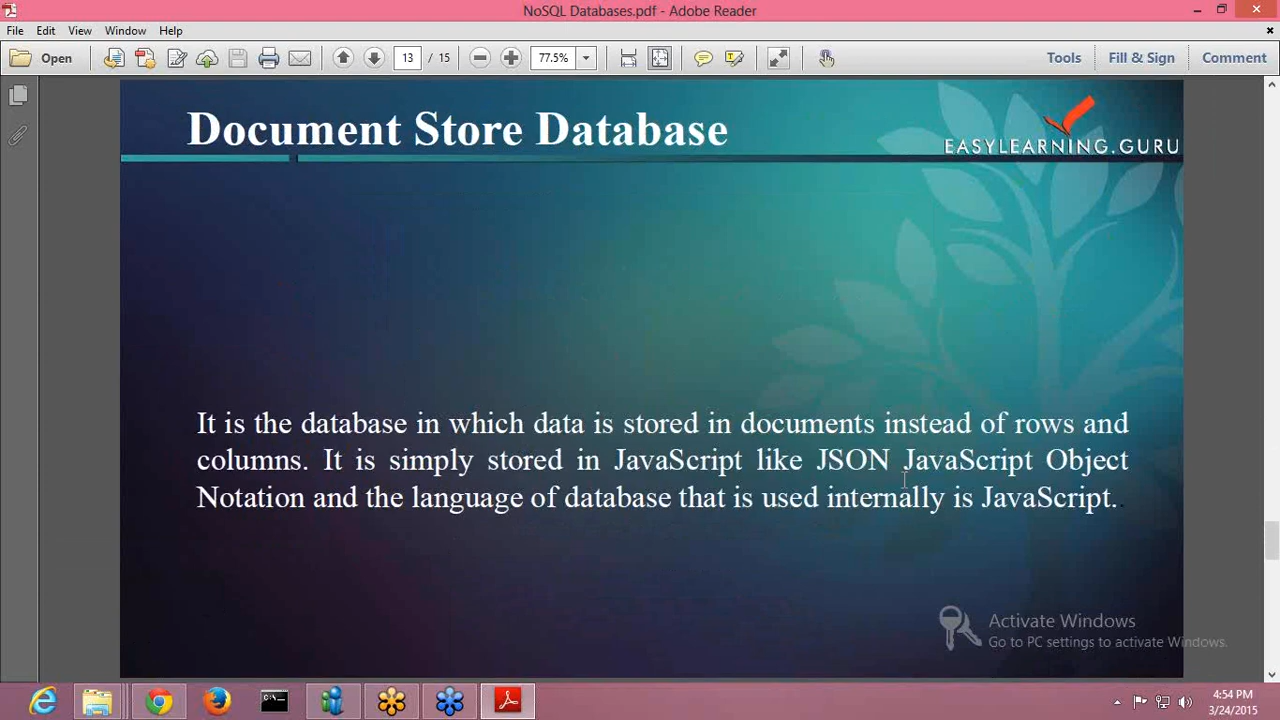 NoSQL Databases.pdf - Adobe Reader
File Edit View Window Help
Open 13 / 15 77.5% Tools Fill & Sign Comment
Document Store Database
EASYLEARNING.GURU
It is the database in which data is stored in documents instead of rows and
columns. It is simply stored in JavaScript like JSON JavaScript Object
Notation and the language of database that is used internally is JavaScript.
Activate Windows
Go to PC settings to activate Windows.
4:54 PM
3/24/2015